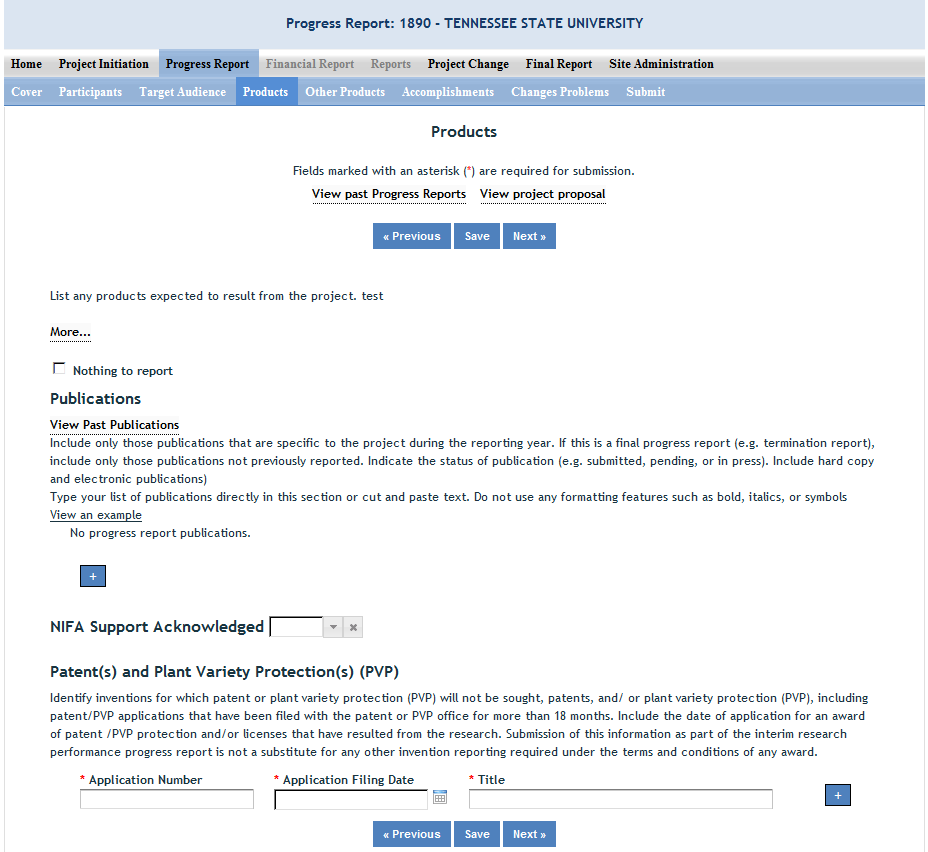 Progress Report: 1890 - TENNESSEE STATE UNIVERSITY
Home Project Initiation Progress Report Financial Report Reports Project Change Final Report Site Administration
Cover Participants Target Audience Products Other Products Accomplishments Changes Problems Submit
Products
Fields marked with an asterisk (*) are required for submission.
View past Progress Reports View project proposal
« Previous Save Next »
List any products expected to result from the project. test
More...
Nothing to report
Publications
View Past Publications
Include only those publications that are specific to the project during the reporting year. If this is a final progress report (e.g. termination report),
include only those publications not previously reported. Indicate the status of publication (e.g. submitted, pending, or in press). Include hard copy
and electronic publications)
Type your list of publications directly in this section or cut and paste text. Do not use any formatting features such as bold, italics, or symbols
View an example
No progress report publications.
+
NIFA Support Acknowledged
Patent(s) and Plant Variety Protection(s) (PVP)
Identify inventions for which patent or plant variety protection (PVP) will not be sought, patents, and/ or plant variety protection (PVP), including
patent/PVP applications that have been filed with the patent or PVP office for more than 18 months. Include the date of application for an award
of patent /PVP protection and/or licenses that have resulted from the research. Submission of this information as part of the interim research
performance progress report is not a substitute for any other invention reporting required under the terms and conditions of any award.
* Application Number * Application Filing Date * Title
+
« Previous Save Next »